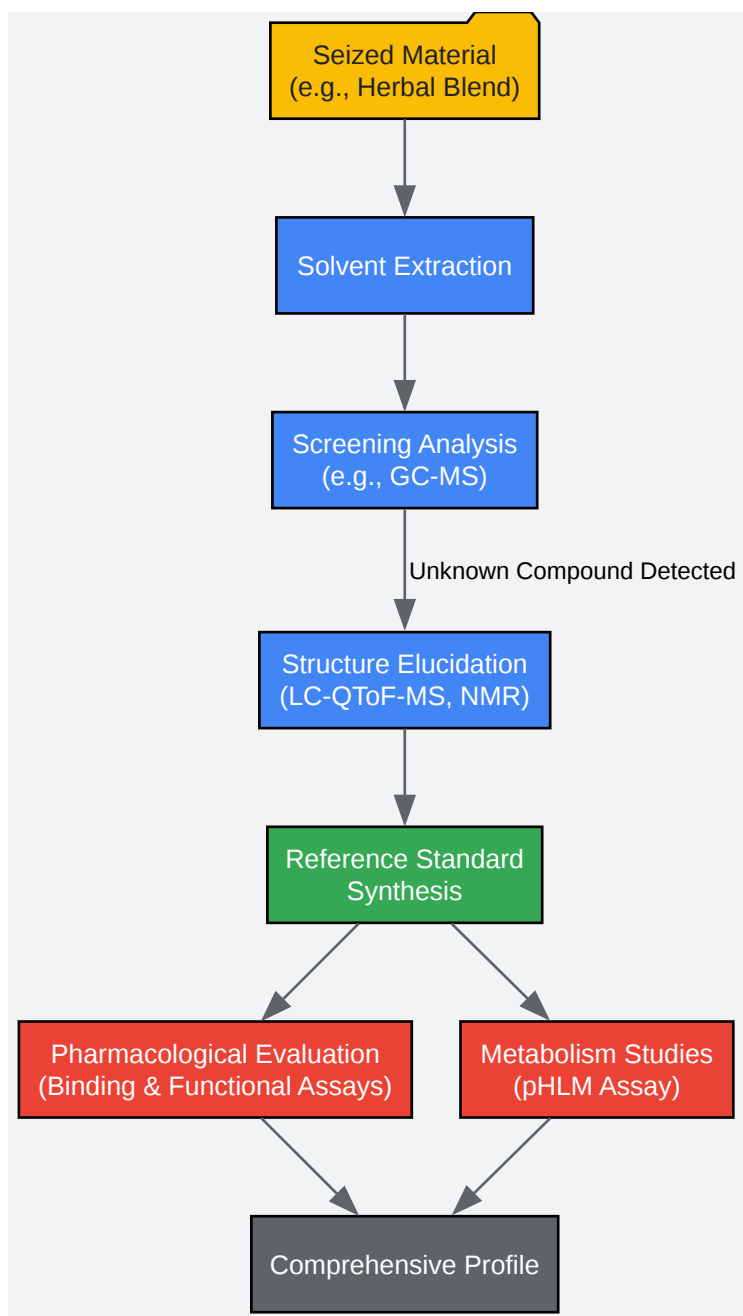 Seized Material
(e.g., Herbal Blend)
Solvent Extraction
Screening Analysis
(e.g., GC-MS)
Unknown Compound Detected
Structure Elucidation
(LC-QToF-MS, NMR)
Reference Standard
Synthesis
Pharmacological Evaluation
(Binding & Functional Assays)
Metabolism Studies
(pHLM Assay)
Comprehensive Profile